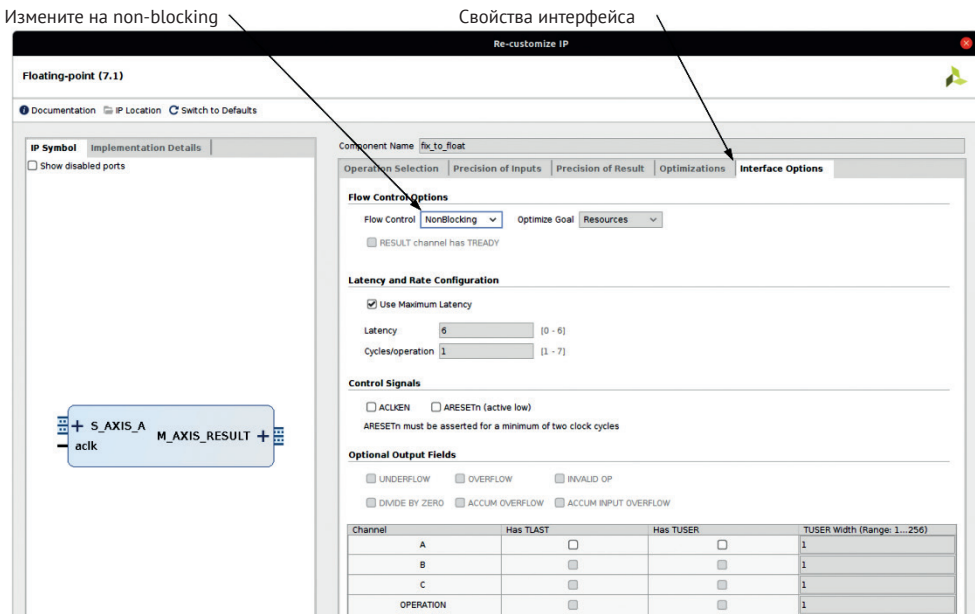 Измените на non-blocking
Свойства интерфейса
Re-customize IP
Floating-point (7.1)
Documentation IP Location Switch to Defaults
IP Symbol Implementation Details
Show disabled ports
S_AXIS_A
aclk
M_AXIS_RESULT
Component Name fix_to_float
Operation Selection Precision of Inputs Precision of Result Optimizations Interface Options
Flow Control Options
Flow Control NonBlocking Optimize Goal Resources
RESULT channel has TREADY
Latency and Rate Configuration
Use Maximum Latency
Latency 6 [0 - 6]
Cycles/operation 1 [1 - 7]
Control Signals
ACLKEN ARESETn (active low)
ARESETn must be asserted for a minimum of two clock cycles
Optional Output Fields
UNDERFLOW OVERFLOW INVALID OP
DIVIDE BY ZERO ACCUM OVERFLOW ACCUM INPUT OVERFLOW
Channel Has TLAST Has TUSER TUSER Width (Range: 1...256)
A 1
B 1
C 1
OPERATION 1